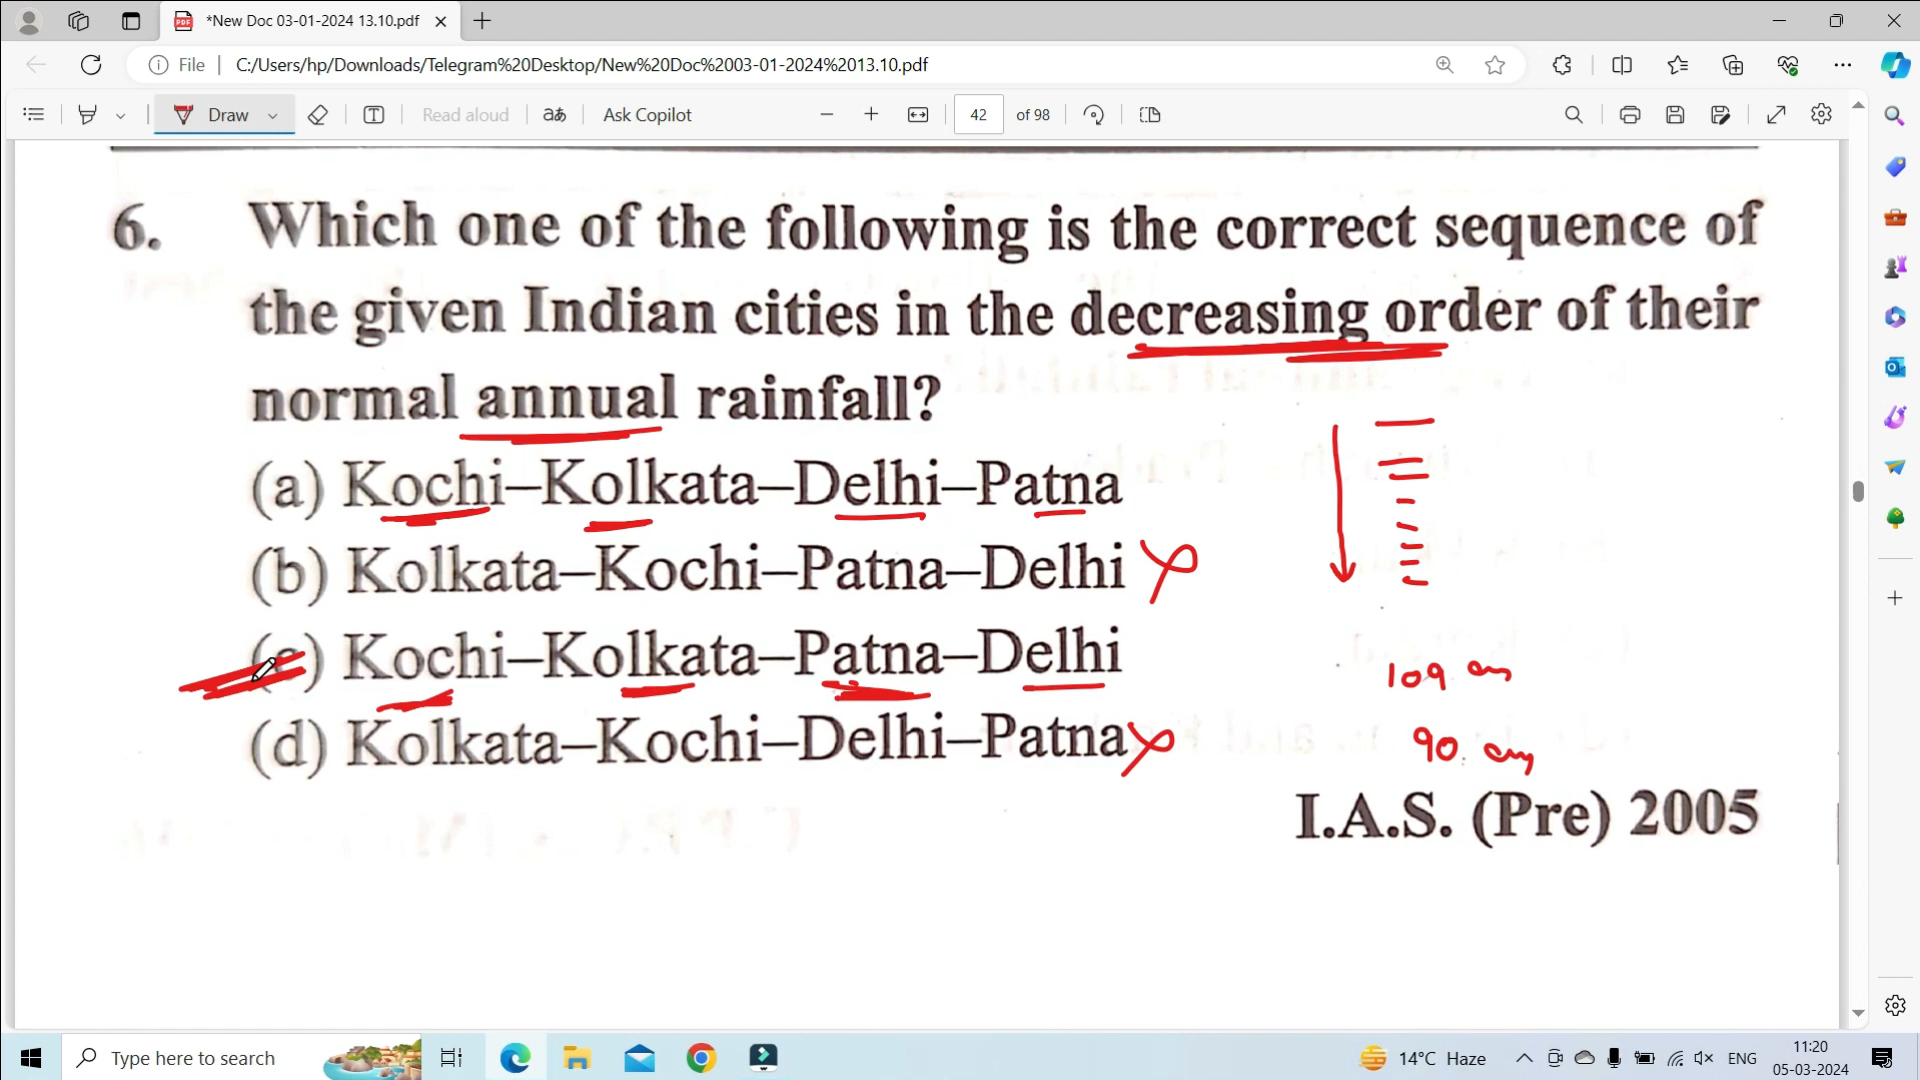 *New Doc 03-01-2024 13.10.pdf
File C:/Users/hp/Downloads/Telegram%20Desktop/New%20Doc%2003-01-2024%2013.10.pdf
Draw Read aloud aあ Ask Copilot 42 of 98
6. Which one of the following is the correct sequence of
the given Indian cities in the decreasing order of their
normal annual rainfall?
(a) Kochi–Kolkata–Delhi–Patna
(b) Kolkata–Kochi–Patna–Delhi
(c) Kochi–Kolkata–Patna–Delhi
109 cm
(d) Kolkata–Kochi–Delhi–Patna
90 cm
I.A.S. (Pre) 2005
Type here to search
14°C Haze
ENG
11:20
05-03-2024